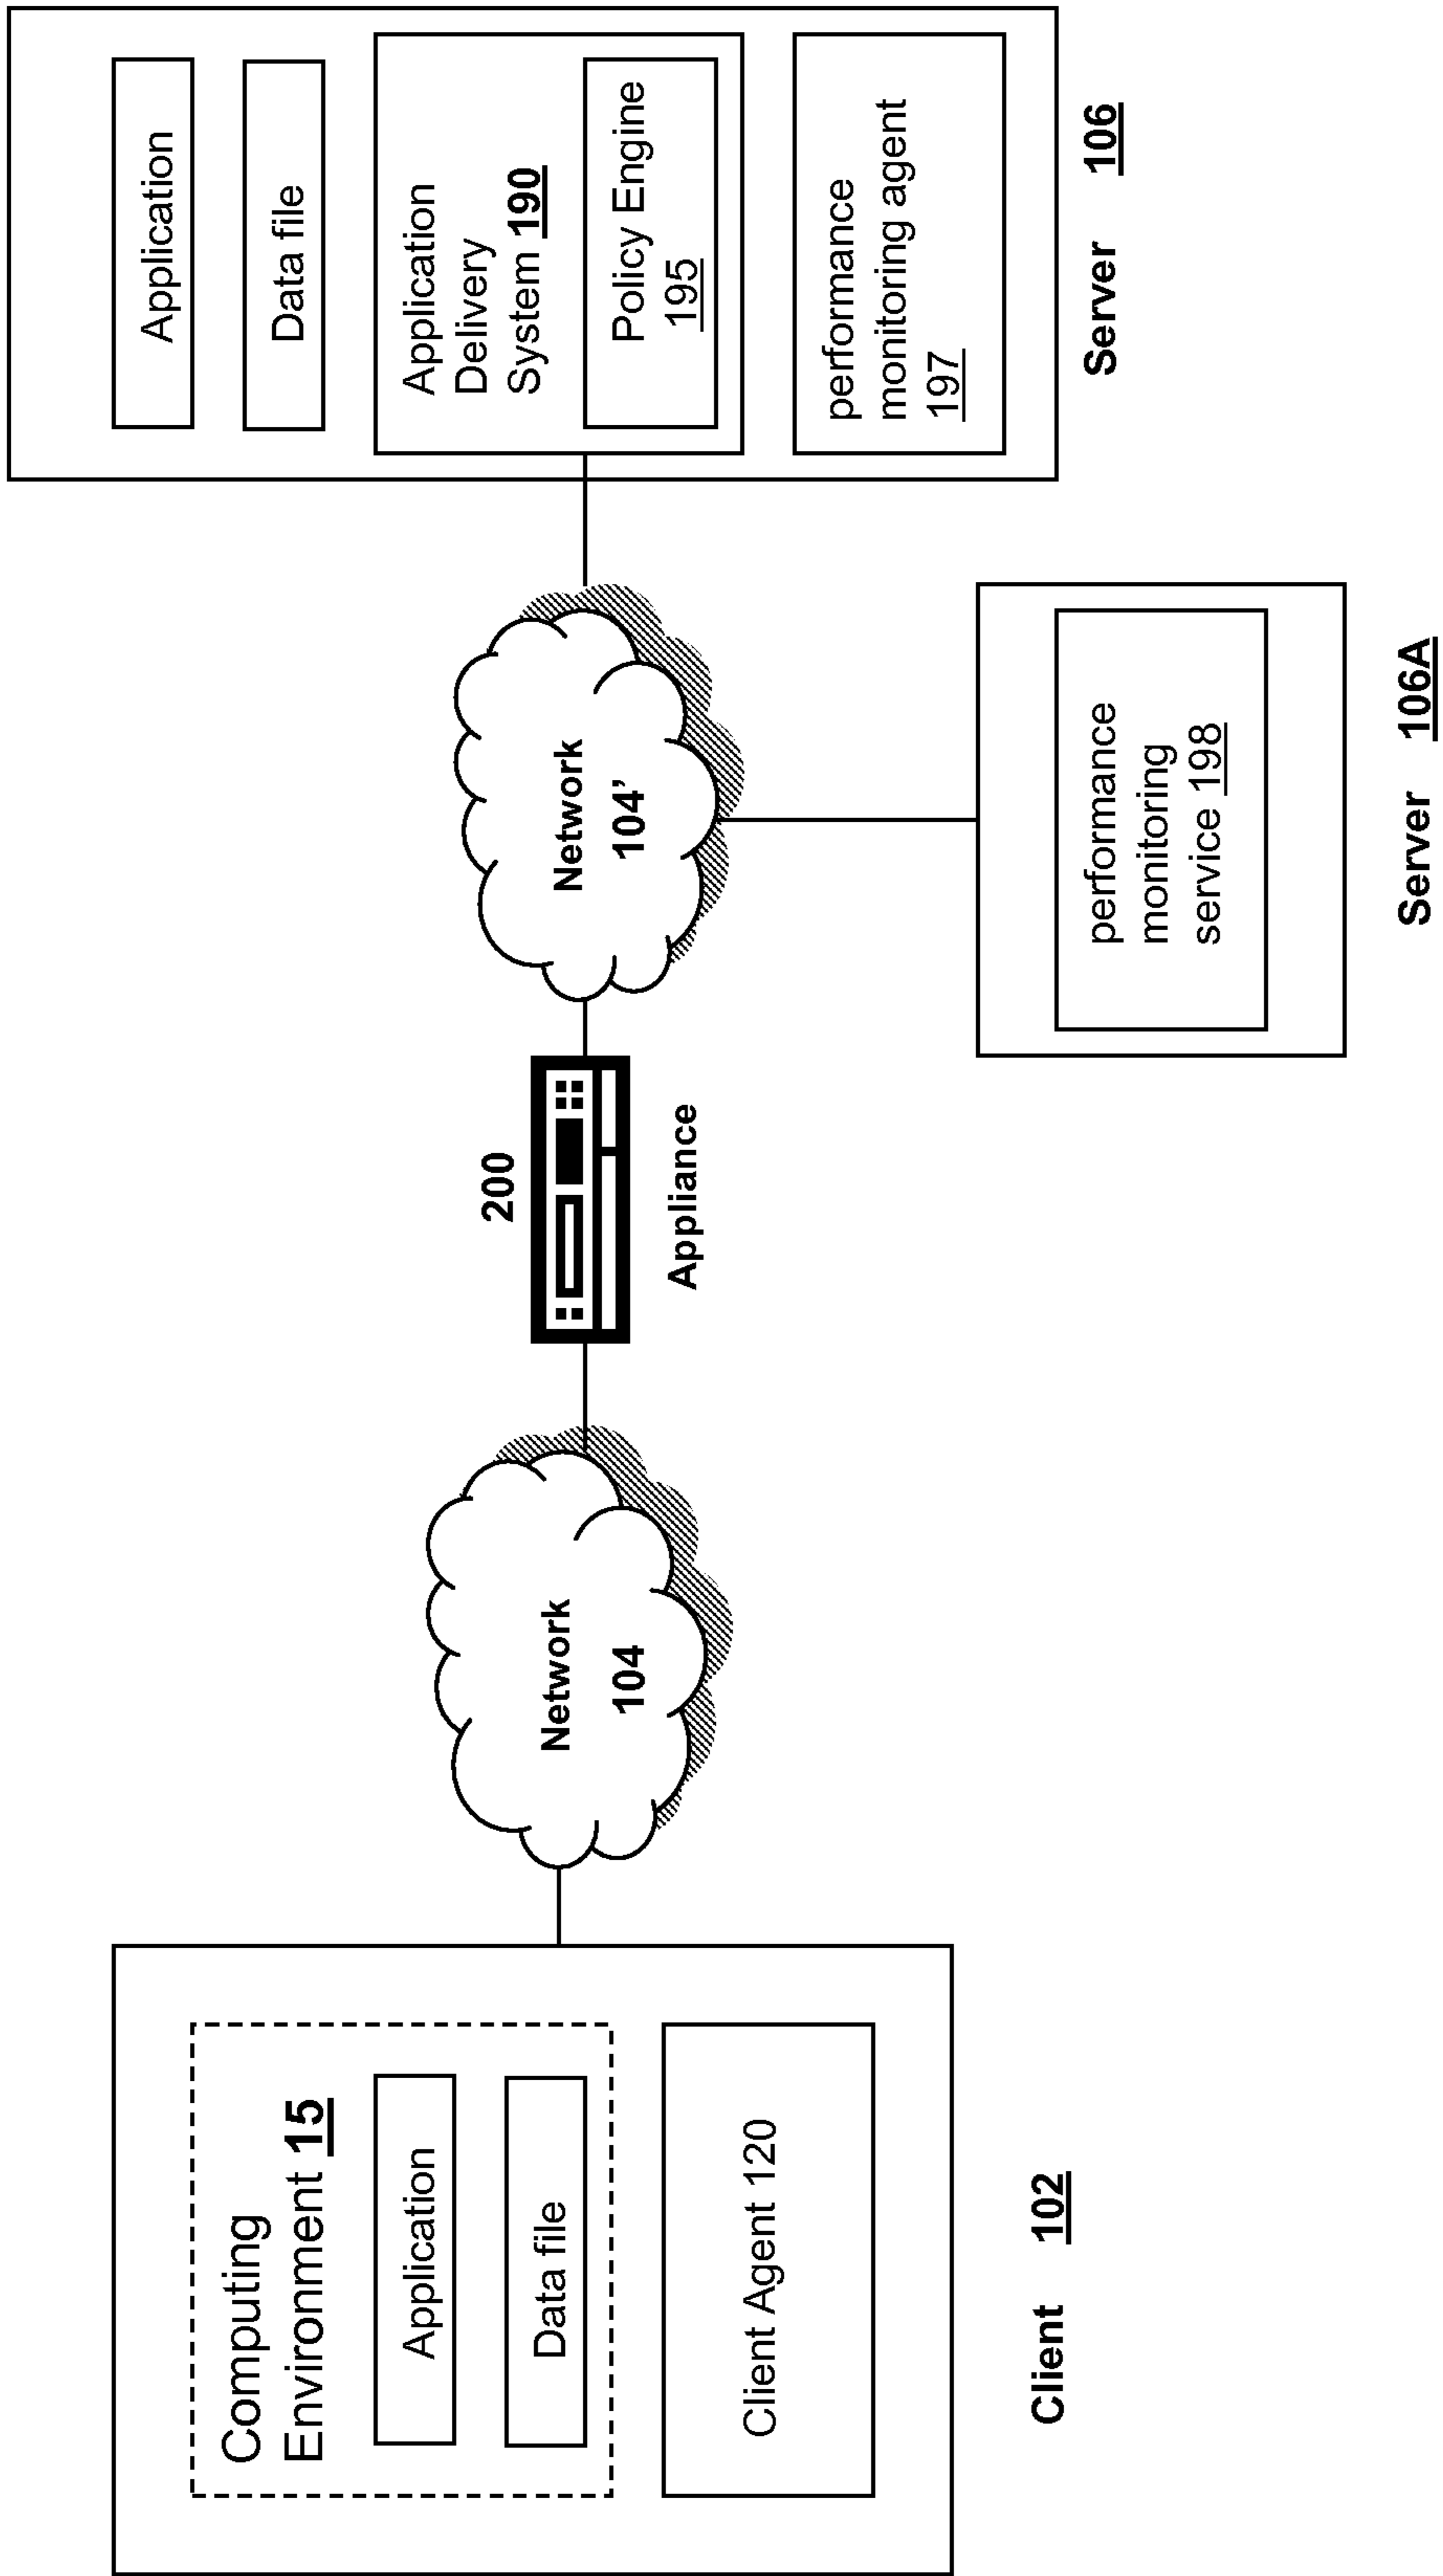 Computing
Environment 15
Application
Data file
Client Agent 120
Client 102
Network
104
200
Appliance
Network
104’
performance
monitoring
service 198
Server 106A
Application
Data file
Application
Delivery
System 190
Policy Engine
195
performance
monitoring agent
197
Server 106